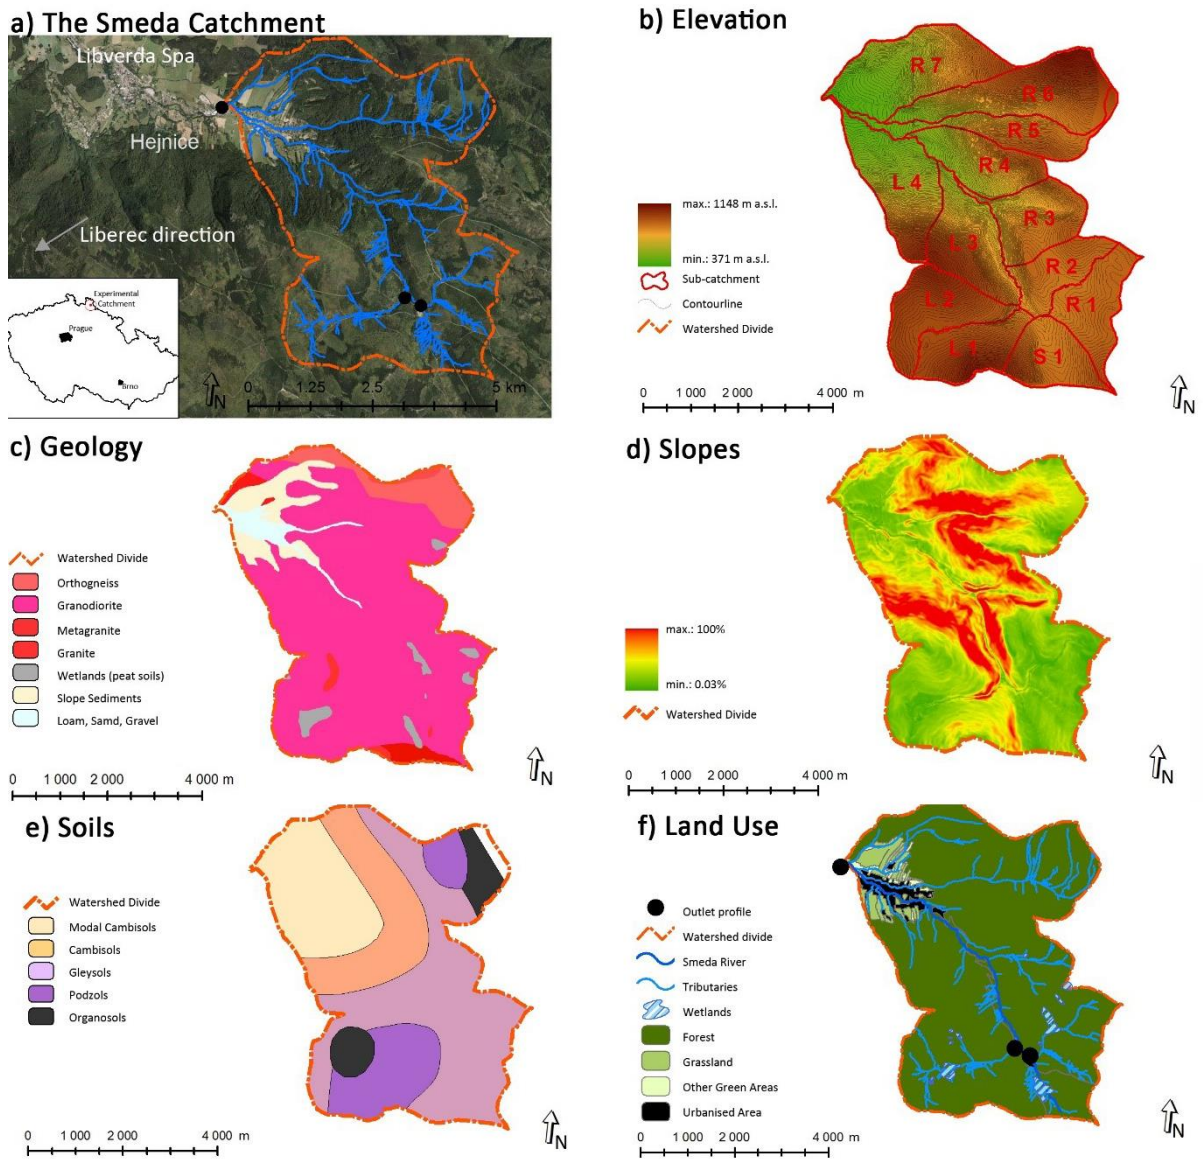 a) The Smeda Catchment
Libverda Spa
Hejnice
Liberec direction
Experimental
Catchment
Prague
Brno
N
0 1.25 2.5 5 km
b) Elevation
R 7
R 6
R 5
R 4
L 4
R 3
L 3
R 2
L 2
R 1
L 1
S 1
max.: 1148 m a.s.l.
min.: 371 m a.s.l.
Sub-catchment
Contourline
Watershed Divide
0 1 000 2 000 4 000 m
N
c) Geology
Watershed Divide
Orthogneiss
Granodiorite
Metagranite
Granite
Wetlands (peat soils)
Slope Sediments
Loam, Samd, Gravel
0 1 000 2 000 4 000 m
N
d) Slopes
max.: 100%
min.: 0.03%
Watershed Divide
0 1 000 2 000 4 000 m
N
e) Soils
Watershed Divide
Modal Cambisols
Cambisols
Gleysols
Podzols
Organosols
0 1 000 2 000 4 000 m
N
f) Land Use
Outlet profile
Watershed divide
Smeda River
Tributaries
Wetlands
Forest
Grassland
Other Green Areas
Urbanised Area
0 1 000 2 000 4 000 m
N